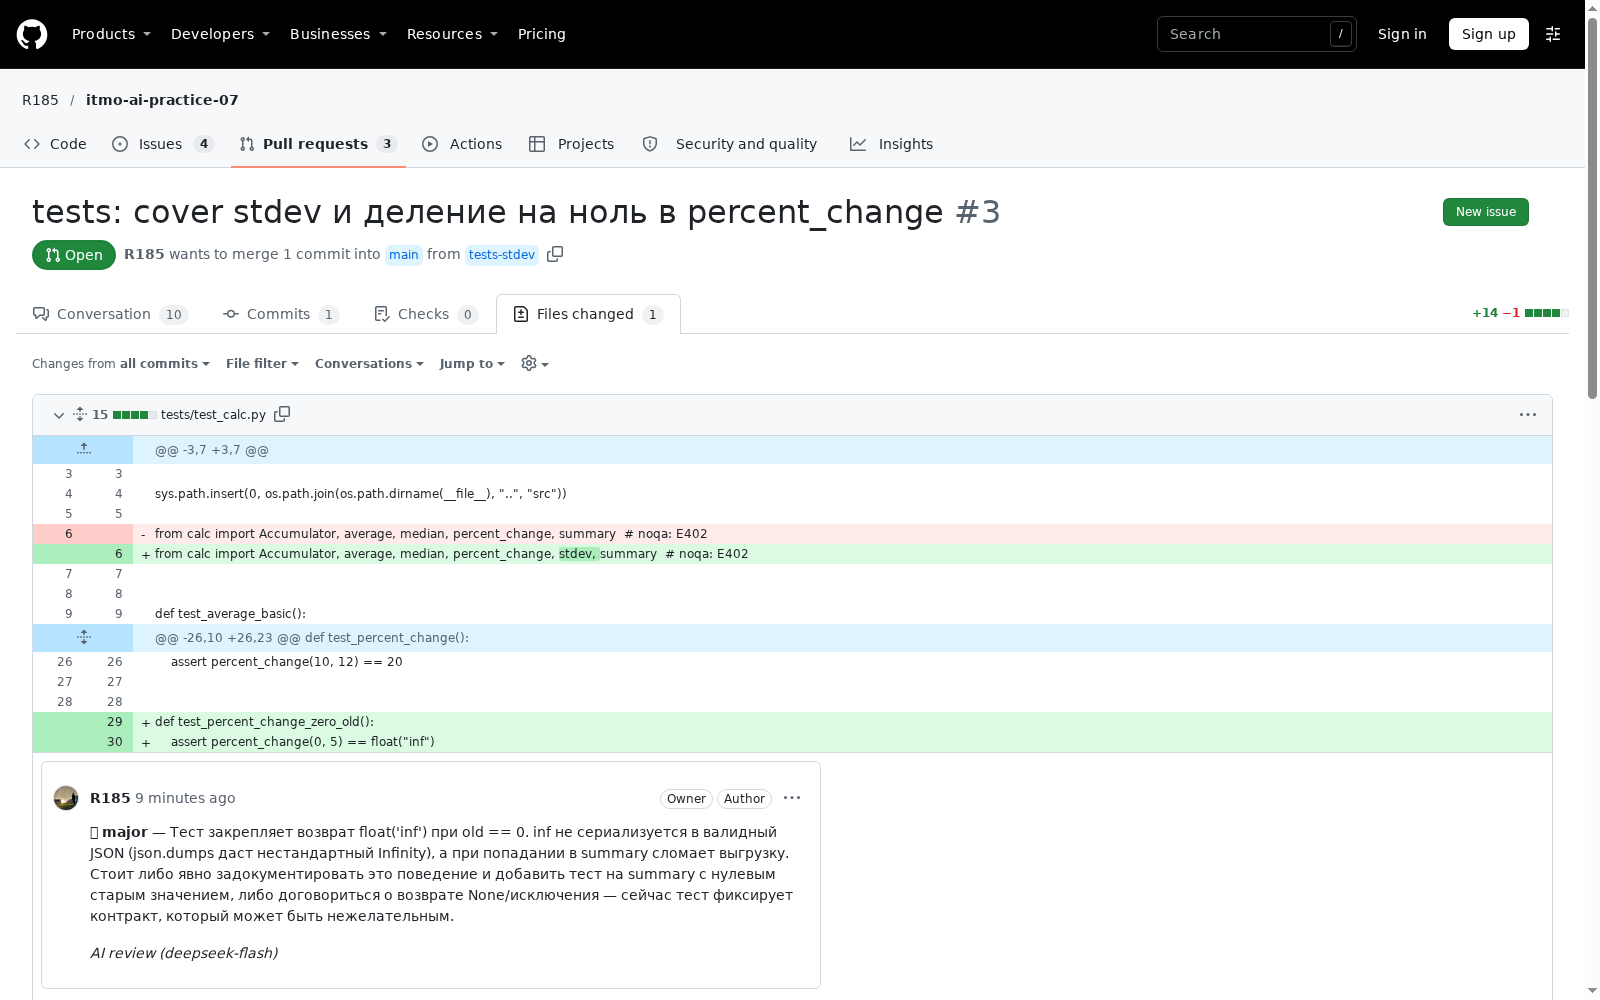 Products Developers Businesses Resources Pricing Search / Sign in Sign up
R185 / itmo-ai-practice-07
Code Issues 4 Pull requests 3 Actions Projects Security and quality Insights
tests: cover stdev и деление на ноль в percent_change #3 New issue
Open R185 wants to merge 1 commit into main from tests-stdev
Conversation 10 Commits 1 Checks 0 Files changed 1 +14 −1
Changes from all commits File filter Conversations Jump to
15 tests/test_calc.py
@@ -3,7 +3,7 @@
3 3
4 4 sys.path.insert(0, os.path.join(os.path.dirname(__file__), "..", "src"))
5 5
6 - from calc import Accumulator, average, median, percent_change, summary # noqa: E402
6 + from calc import Accumulator, average, median, percent_change, stdev, summary # noqa: E402
7 7
8 8
9 9 def test_average_basic():
@@ -26,10 +26,23 @@ def test_percent_change():
26 26 assert percent_change(10, 12) == 20
27 27
28 28
29 + def test_percent_change_zero_old():
30 + assert percent_change(0, 5) == float("inf")
R185 9 minutes ago Owner Author
major — Тест закрепляет возврат float('inf') при old == 0. inf не сериализуется в валидный
JSON (json.dumps даст нестандартный Infinity), а при попадании в summary сломает выгрузку.
Стоит либо явно задокументировать это поведение и добавить тест на summary с нулевым
старым значением, либо договориться о возврате None/исключения — сейчас тест фиксирует
контракт, который может быть нежелательным.
AI review (deepseek-flash)